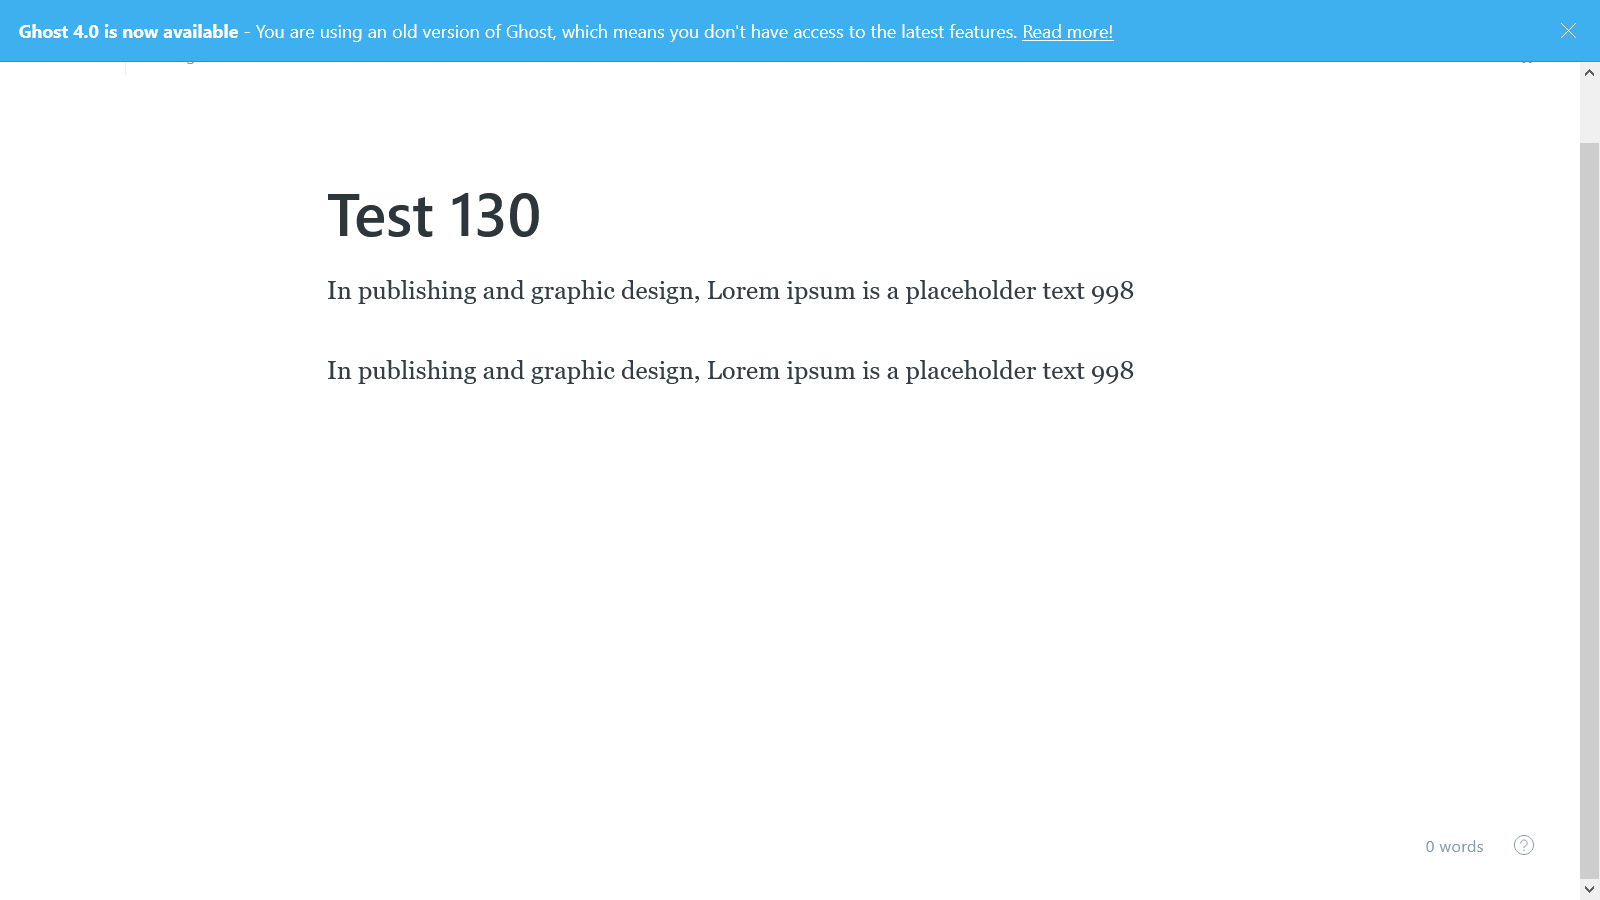 Ghost 4.0 is now available - You are using an old version of Ghost, which means you don't have access to the latest features. Read more!
Test 130
In publishing and graphic design, Lorem ipsum is a placeholder text 998
In publishing and graphic design, Lorem ipsum is a placeholder text 998
0 words
?